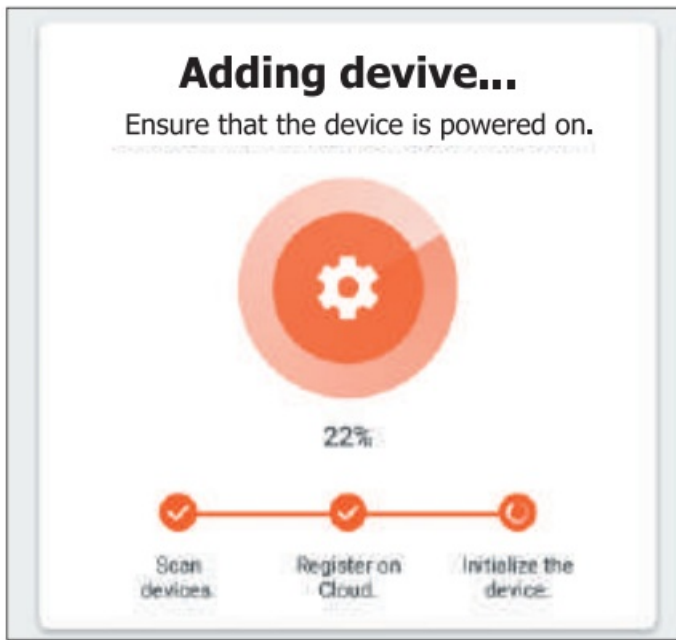 Adding devive...
Ensure that the device is powered on.
22%
Scan
devices.
Register on
Cloud.
Initialize the
device.